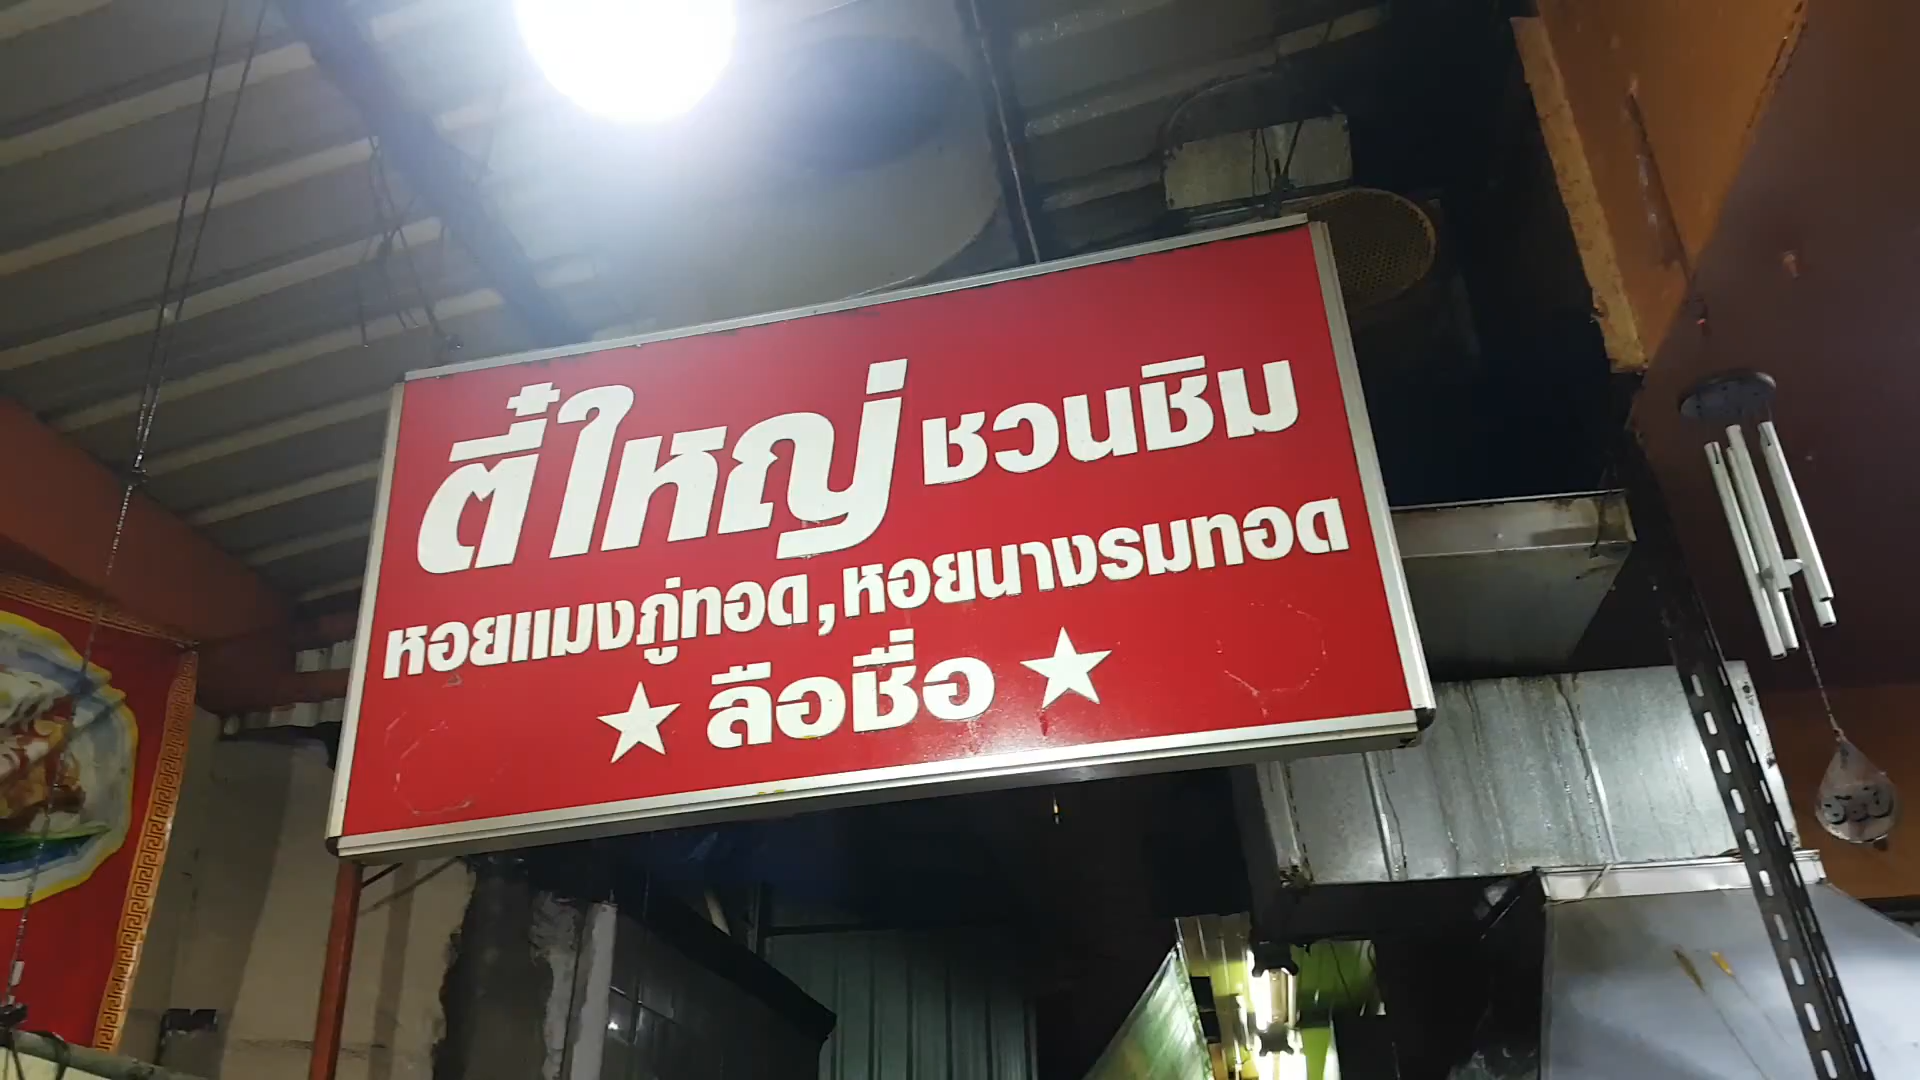 ตี๋ใหญ่ ชวนชิม
หอยแมงภู่ทอด,หอยนางรมทอด
★ ลือชื่อ ★